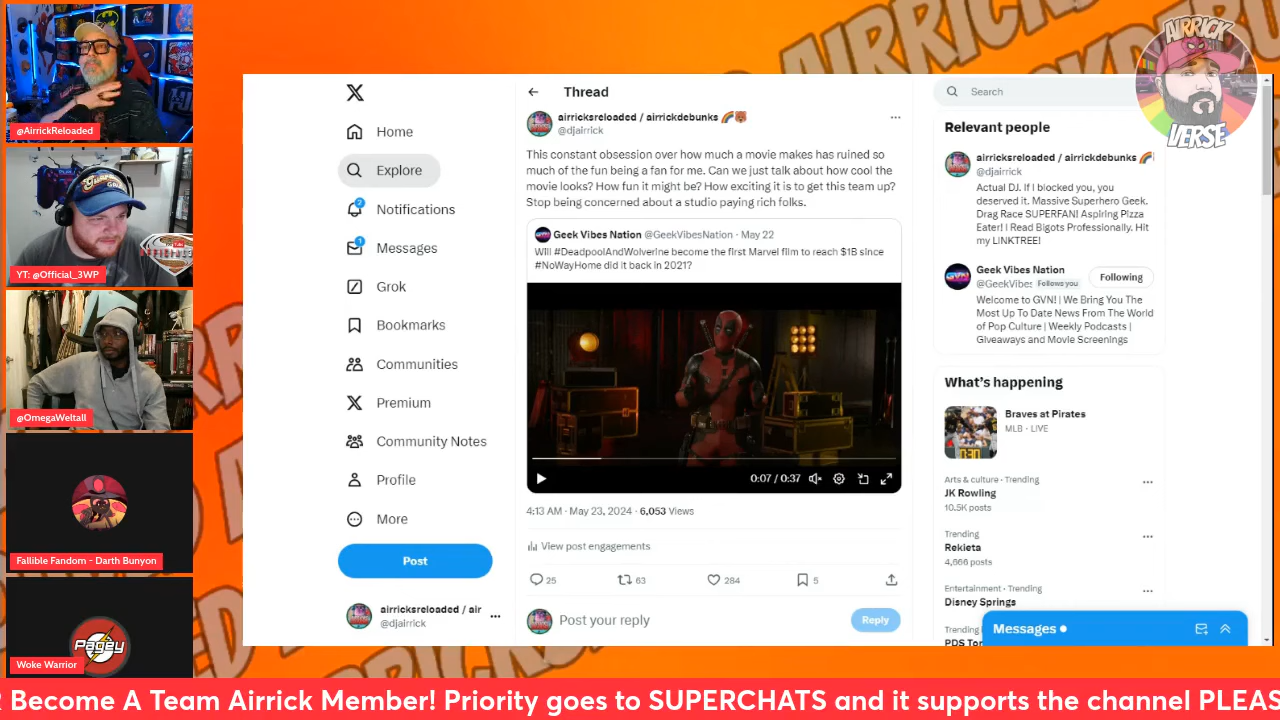 @AirrickReloaded
YT: @Official_3WP
@OmegaWeltall
Fallible Fandom - Darth Bunyon
Pagey
Woke Warrior
AIRRICK
VERSE
X
Home
Explore
2
Notifications
1
Messages
Grok
Bookmarks
Communities
Premium
Community Notes
Profile
More
Post
airricksreloaded / air
@djairrick
Thread
airricksreloaded / airrickdebunks 🌈🐻
@djairrick
This constant obsession over how much a movie makes has ruined so
much of the fun being a fan for me. Can we just talk about how cool the
movie looks? How fun it might be? How exciting it is to get this team up?
Stop being concerned about a studio paying rich folks.
Geek Vibes Nation @GeekVibesNation · May 22
Will #DeadpoolAndWolverine become the first Marvel film to reach $1B since
#NoWayHome did it back in 2021?
0:07 / 0:37
4:13 AM · May 23, 2024 · 6,053 Views
View post engagements
25 63 284 5
Post your reply
Reply
Search
Relevant people
airricksreloaded / airrickdebunks 🌈
@djairrick
Actual DJ. If I blocked you, you
deserved it. Massive Superhero Geek.
Drag Race SUPERFAN! Aspiring Pizza
Eater! I Read Bigots Professionally. Hit
my LINKTREE!
Geek Vibes Nation
@GeekVibes Follows you
Following
Welcome to GVN! | We Bring You The
Most Up To Date News From The World
of Pop Culture | Weekly Podcasts |
Giveaways and Movie Screenings
What's happening
Braves at Pirates
MLB · LIVE
Arts & culture · Trending
JK Rowling
10.5K posts
Trending
Rekieta
4,666 posts
Entertainment · Trending
Disney Springs
Trending
PDS Tom
Messages
R Become A Team Airrick Member! Priority goes to SUPERCHATS and it supports the channel PLEAS